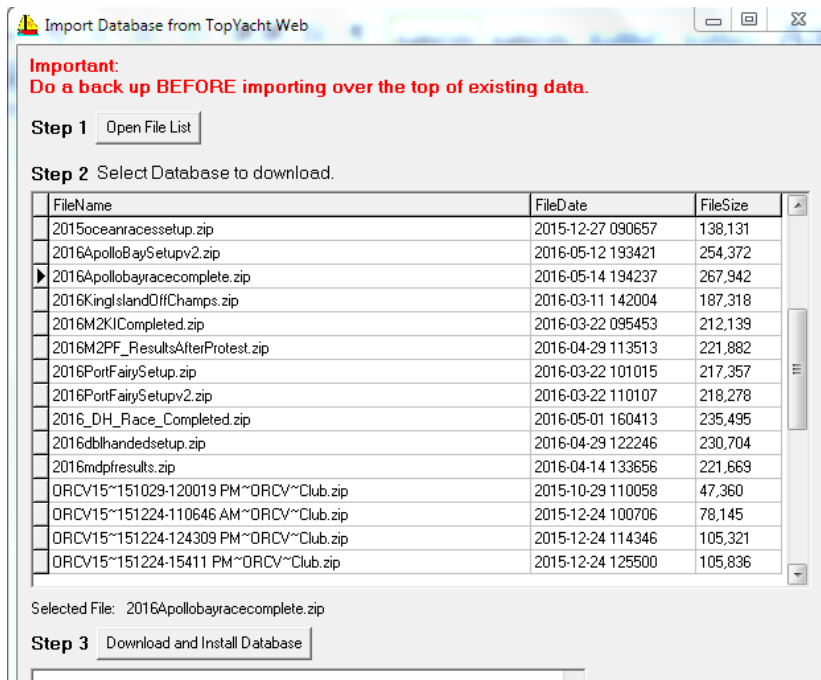 Import Database from TopYacht Web
Important:
Do a back up BEFORE importing over the top of existing data.
Step 1 Open File List
Step 2 Select Database to download.
FileName FileDate FileSize
2015oceanracessetup.zip 2015-12-27 090657 138,131
2016ApolloBaySetupv2.zip 2016-05-12 193421 254,372
2016Apollobayracecomplete.zip 2016-05-14 194237 267,942
2016KingIslandOffChamps.zip 2016-03-11 142004 187,318
2016M2KICompleted.zip 2016-03-22 095453 212,139
2016M2PF_ResultsAfterProtest.zip 2016-04-29 113513 221,882
2016PortFairySetup.zip 2016-03-22 101015 217,357
2016PortFairySetupv2.zip 2016-03-22 110107 218,278
2016_DH_Race_Completed.zip 2016-05-01 160413 235,495
2016dblhandedsetup.zip 2016-04-29 122246 230,704
2016mdpfresults.zip 2016-04-14 133656 221,669
ORCV15~151029-120019 PM~ORCV~Club.zip 2015-10-29 110058 47,360
ORCV15~151224-110646 AM~ORCV~Club.zip 2015-12-24 100706 78,145
ORCV15~151224-124309 PM~ORCV~Club.zip 2015-12-24 114346 105,321
ORCV15~151224-15411 PM~ORCV~Club.zip 2015-12-24 125500 105,836
Selected File: 2016Apollobayracecomplete.zip
Step 3 Download and Install Database